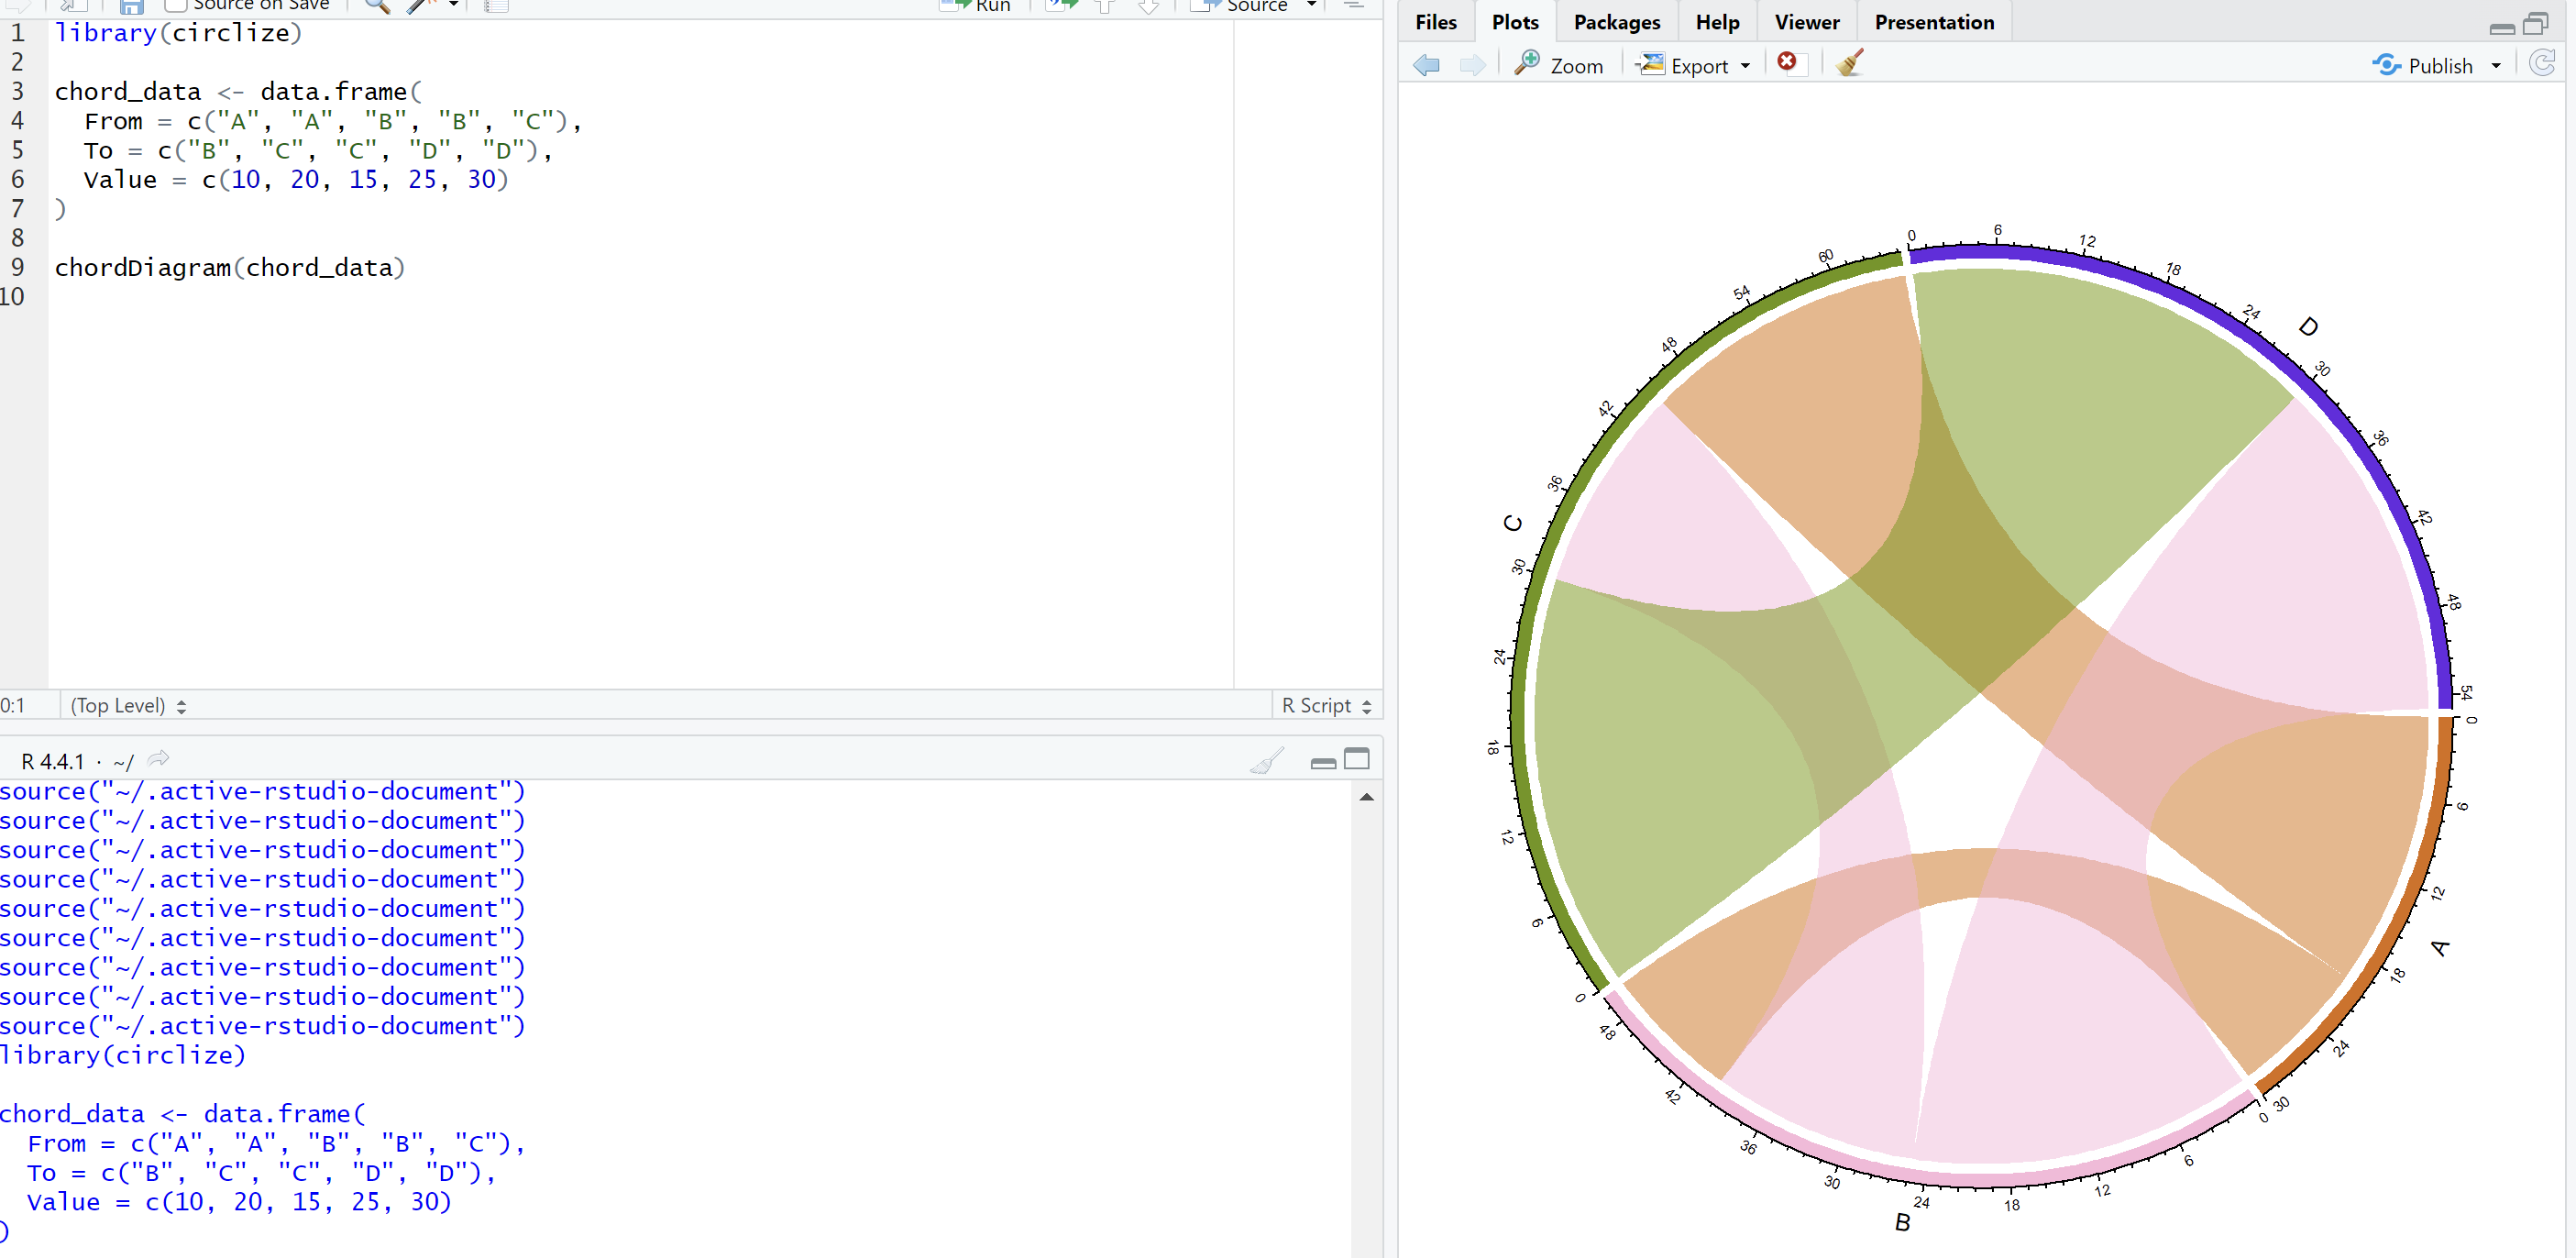 Source on Save
Run
Source
1 library(circlize)
2
3 chord_data <- data.frame(
4 From = c("A", "A", "B", "B", "C"),
5 To = c("B", "C", "C", "D", "D"),
6 Value = c(10, 20, 15, 25, 30)
7 )
8
9 chordDiagram(chord_data)
10
0:1 (Top Level) R Script
R 4.4.1 · ~/
source("~/.active-rstudio-document")
source("~/.active-rstudio-document")
source("~/.active-rstudio-document")
source("~/.active-rstudio-document")
source("~/.active-rstudio-document")
source("~/.active-rstudio-document")
source("~/.active-rstudio-document")
source("~/.active-rstudio-document")
source("~/.active-rstudio-document")
library(circlize)
chord_data <- data.frame(
From = c("A", "A", "B", "B", "C"),
To = c("B", "C", "C", "D", "D"),
Value = c(10, 20, 15, 25, 30)
)
Files Plots Packages Help Viewer Presentation
Zoom Export Publish
0 6 12 18 24 30 36 42 48 54
D
0 6 12 18 24 30
A
0 6 12 18 24 30 36 42 48
B
0 6 12 18 24 30 36 42 48 54 60
C